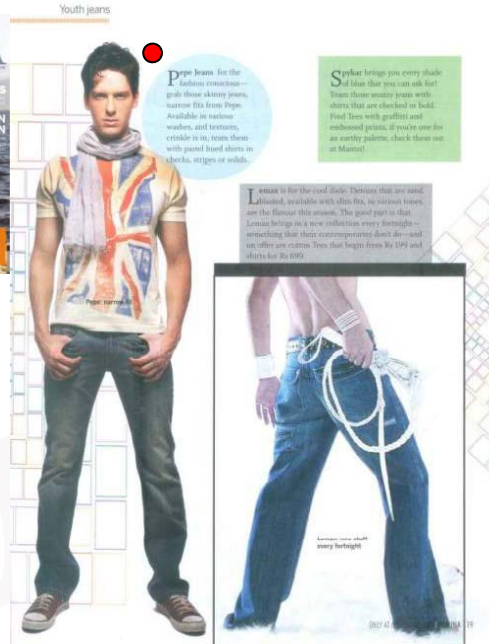 Youth jeans
Pepe Jeans for the
fashion conscious—
grab those skinny jeans,
narrow fits from Pepe.
Available in various
washes, and textures,
crinkle is in, team them
with pastel hued shirts in
checks, stripes or solids.
Spykar brings you every shade
of blue that you can ask for!
Team those snazzy jeans with
shirts that are checked or bold.
Find Tees with graffiti and
embossed prints, if you're one for
an earthy palette, check them out
at Mantri!
Lemax is for the cool dude. Denims that are sand
blasted, available with slim fits, in various tones
are the flavour this season. The good part is that
Lemax brings in a new collection every fortnight—
something that their contemporaries don't do—and
on offer are cotton Tees that begin from Rs 199 and
shirts for Rs 699.
Pepe: narrow fit
every fortnight
ONLY AT
19